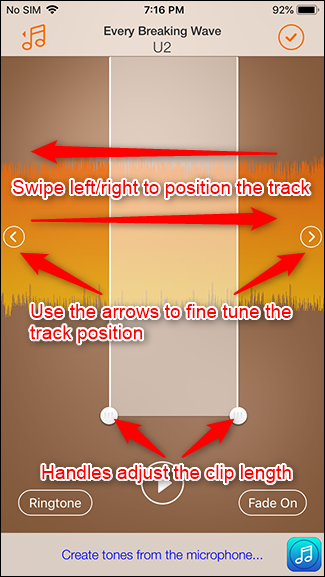 No SIM 7:16 PM 92%
Every Breaking Wave
U2
Swipe left/right to position the track
Use the arrows to fine tune the
track position
Handles adjust the clip length
Ringtone Fade On
Create tones from the microphone...